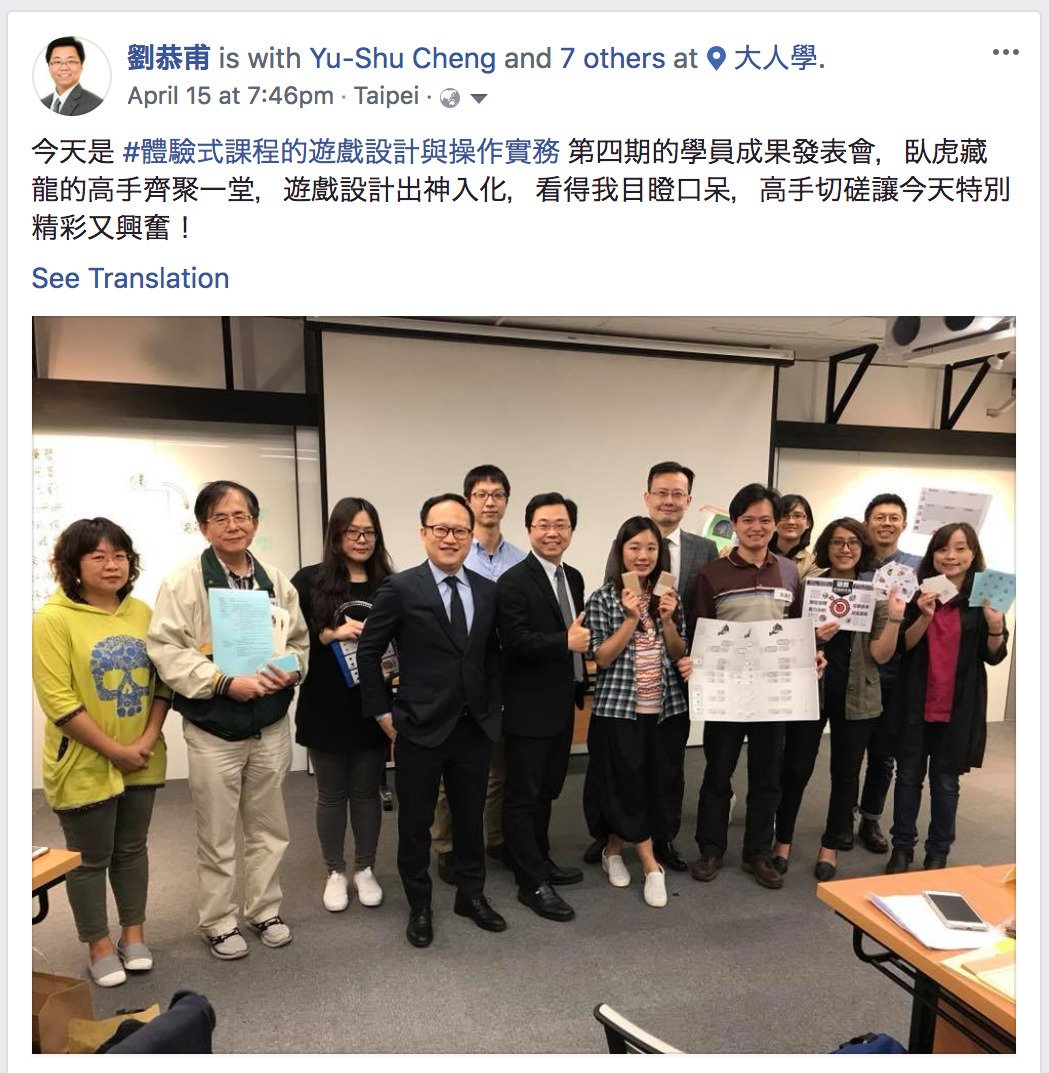 劉恭甫 is with Yu-Shu Cheng and 7 others at 大人學.
April 15 at 7:46pm · Taipei ·
今天是 #體驗式課程的遊戲設計與操作實務 第四期的學員成果發表會，臥虎藏
龍的高手齊聚一堂，遊戲設計出神入化，看得我目瞪口呆，高手切磋讓今天特別
精彩又興奮！
See Translation